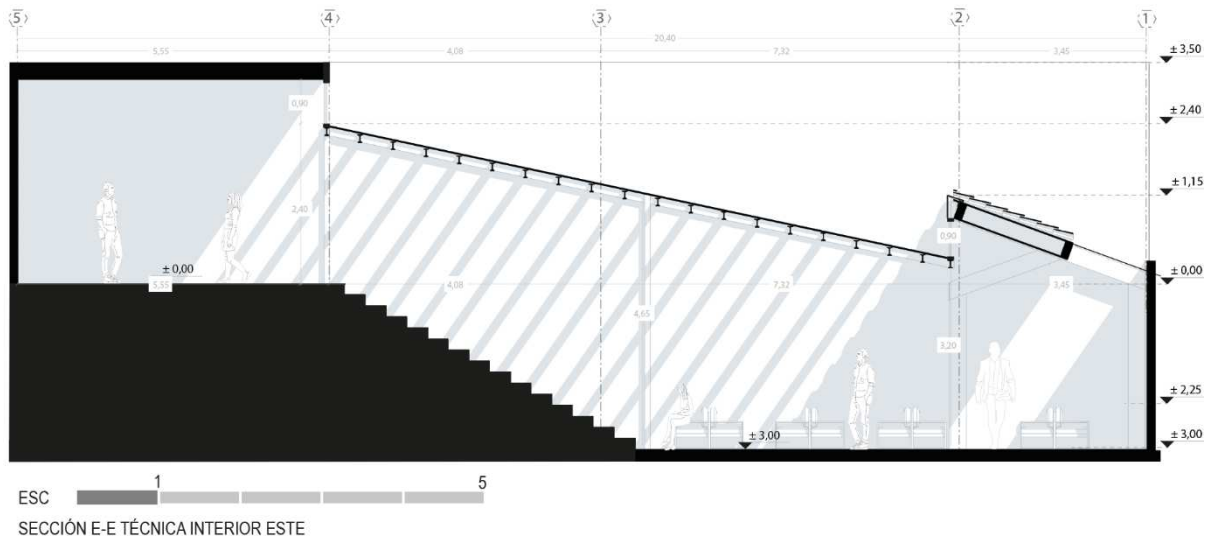 5 4 3 2 1
20,40
5,55 4,08 7,32 3,45
± 3,50
± 2,40
± 1,15
± 0,00
± 2,25
± 3,00
0,90
2,40
± 0,00
5,55 4,08 7,32 3,45
4,65
0,90
3,20
± 3,00
ESC 1 5
SECCIÓN E-E TÉCNICA INTERIOR ESTE